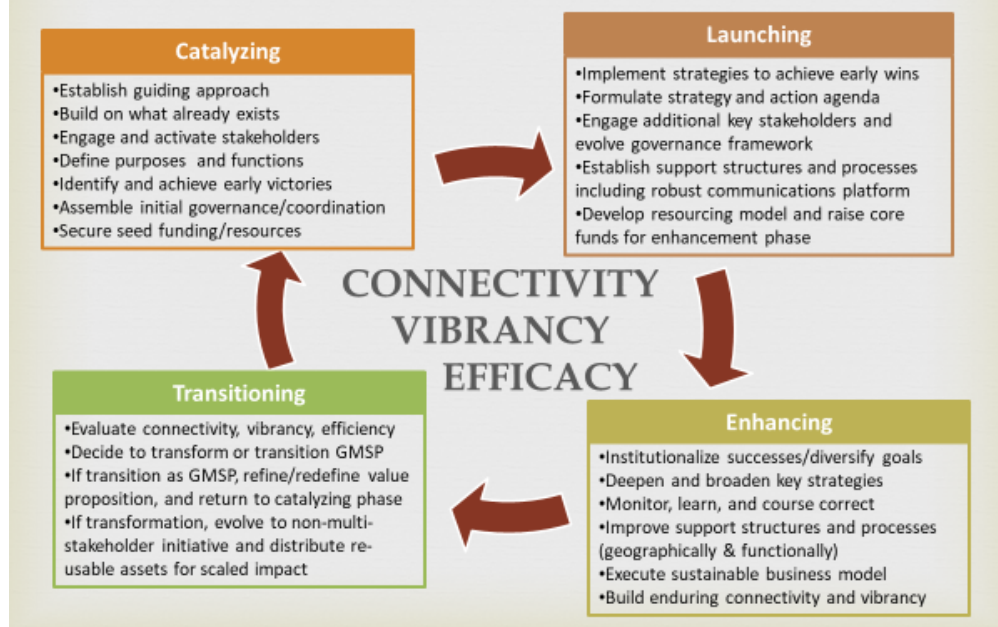 Catalyzing
•Establish guiding approach
•Build on what already exists
•Engage and activate stakeholders
•Define purposes and functions
•Identify and achieve early victories
•Assemble initial governance/coordination
•Secure seed funding/resources
Launching
•Implement strategies to achieve early wins
•Formulate strategy and action agenda
•Engage additional key stakeholders and
evolve governance framework
•Establish support structures and processes
including robust communications platform
•Develop resourcing model and raise core
funds for enhancement phase
CONNECTIVITY
VIBRANCY
EFFICACY
Transitioning
•Evaluate connectivity, vibrancy, efficiency
•Decide to transform or transition GMSP
•If transition as GMSP, refine/redefine value
proposition, and return to catalyzing phase
•If transformation, evolve to non-multi-
stakeholder initiative and distribute re-
usable assets for scaled impact
Enhancing
•Institutionalize successes/diversify goals
•Deepen and broaden key strategies
•Monitor, learn, and course correct
•Improve support structures and processes
(geographically & functionally)
•Execute sustainable business model
•Build enduring connectivity and vibrancy